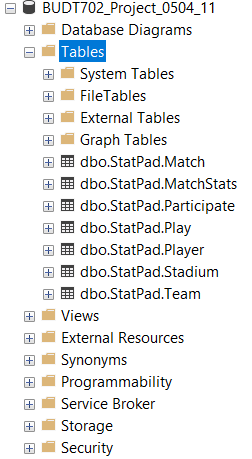 BUDT702_Project_0504_11
Database Diagrams
Tables
System Tables
FileTables
External Tables
Graph Tables
dbo.StatPad.Match
dbo.StatPad.MatchStats
dbo.StatPad.Participate
dbo.StatPad.Play
dbo.StatPad.Player
dbo.StatPad.Stadium
dbo.StatPad.Team
Views
External Resources
Synonyms
Programmability
Service Broker
Storage
Security